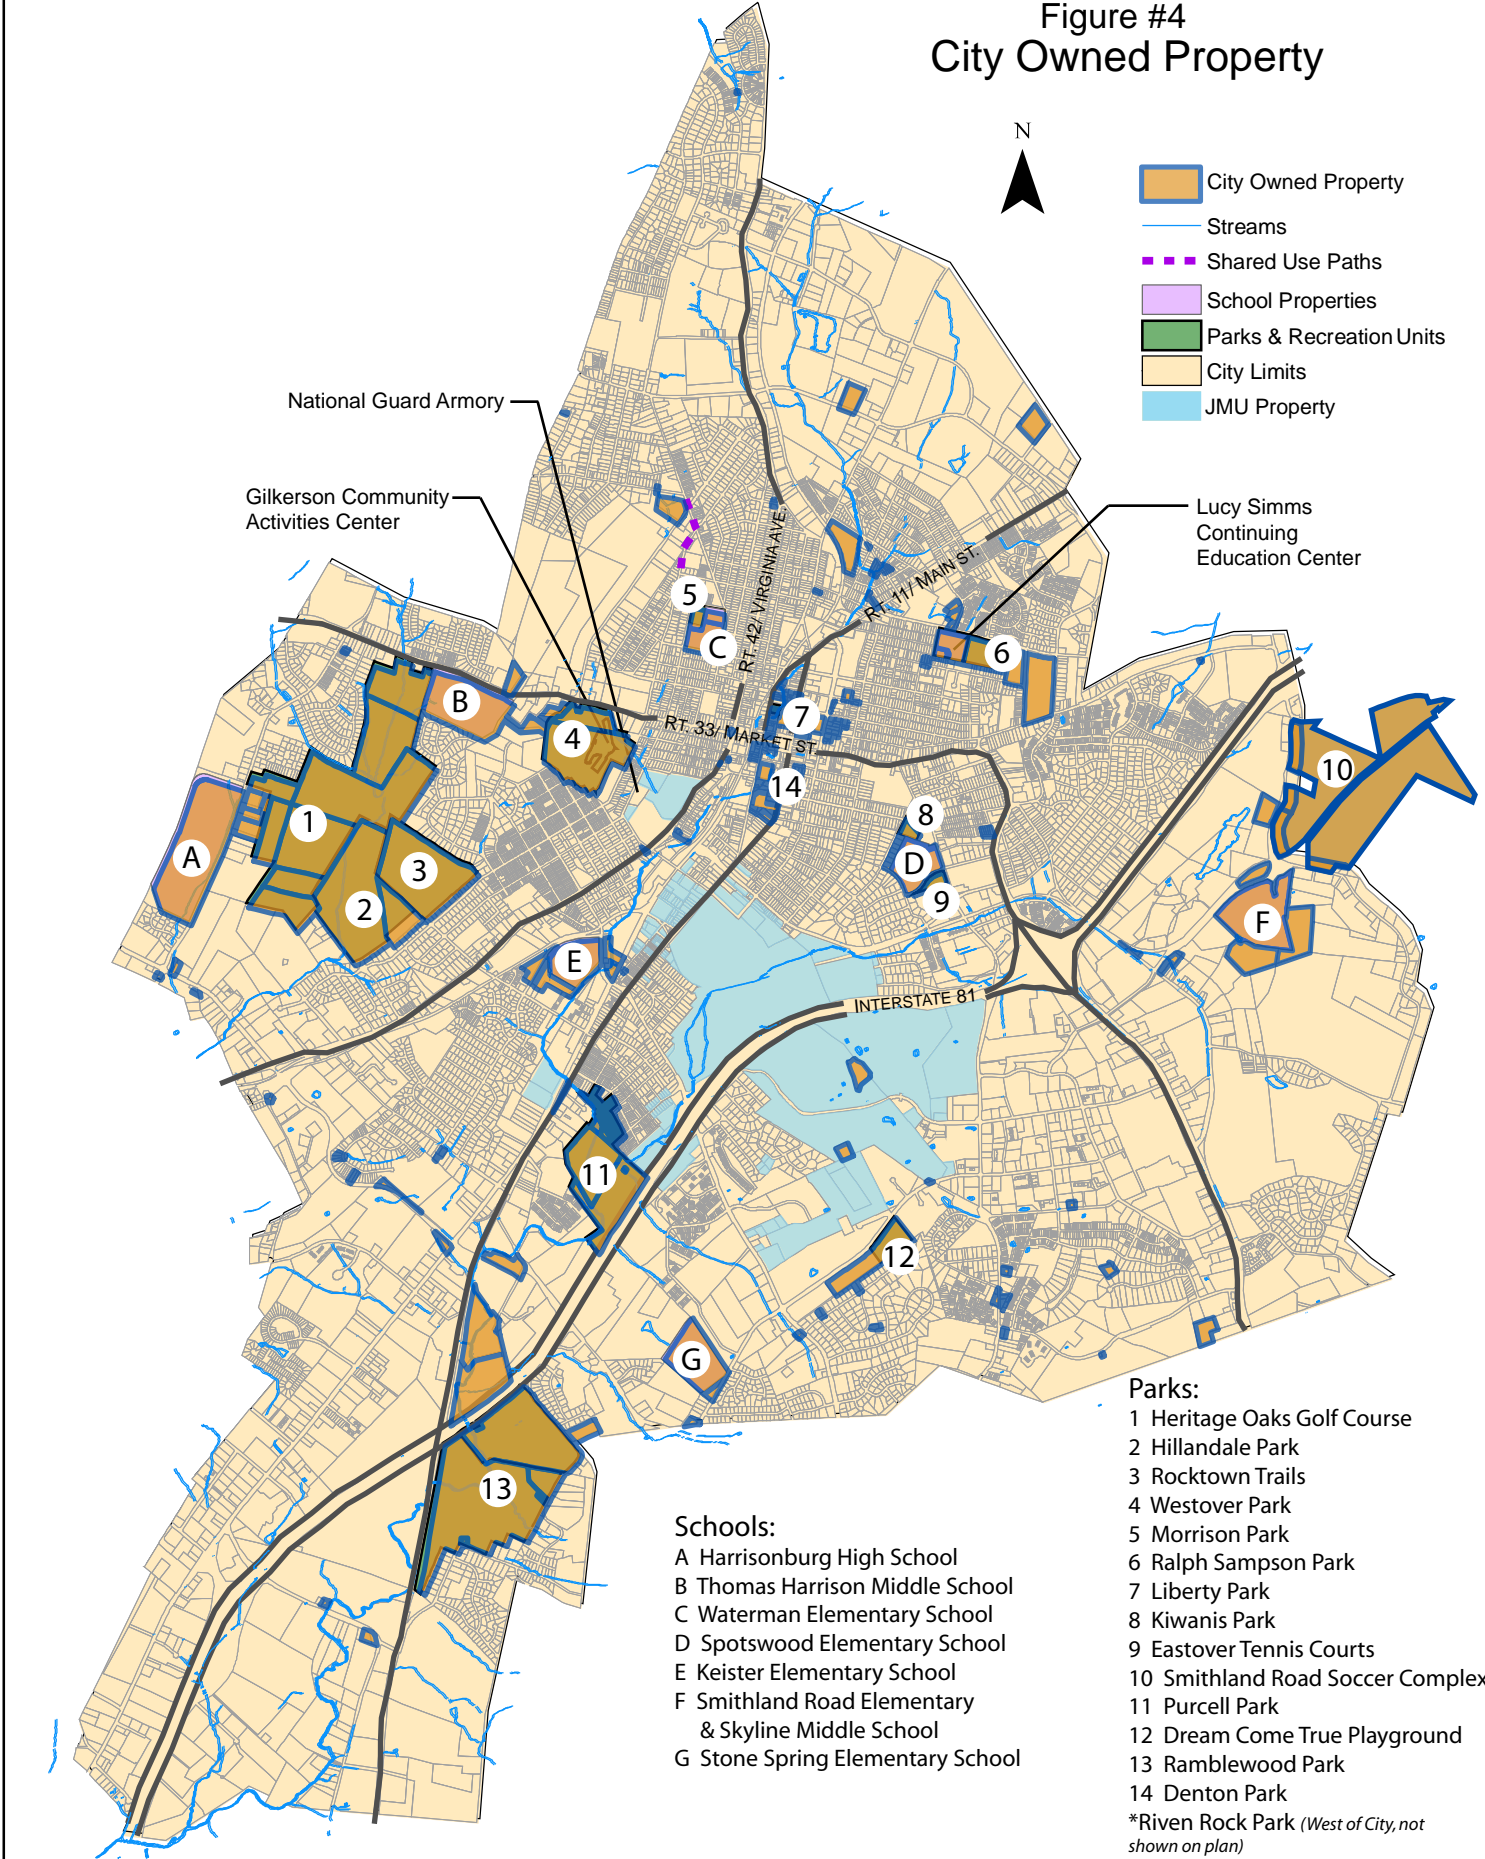 Figure #4
City Owned Property
N
City Owned Property
Streams
Shared Use Paths
School Properties
Parks & Recreation Units
City Limits
JMU Property
National Guard Armory
Gilkerson Community
Activities Center
Lucy Simms
Continuing
Education Center
RT. 42/ VIRGINIA AVE.
RT. 11/ MAIN ST.
RT. 33/ MARKET ST
INTERSTATE 81
5
C
6
B
4
7
14
10
1
A
3
2
8
D
9
F
E
11
12
G
13
Schools:
A Harrisonburg High School
B Thomas Harrison Middle School
C Waterman Elementary School
D Spotswood Elementary School
E Keister Elementary School
F Smithland Road Elementary
& Skyline Middle School
G Stone Spring Elementary School
Parks:
1 Heritage Oaks Golf Course
2 Hillandale Park
3 Rocktown Trails
4 Westover Park
5 Morrison Park
6 Ralph Sampson Park
7 Liberty Park
8 Kiwanis Park
9 Eastover Tennis Courts
10 Smithland Road Soccer Complex
11 Purcell Park
12 Dream Come True Playground
13 Ramblewood Park
14 Denton Park
*Riven Rock Park (West of City, not
shown on plan)